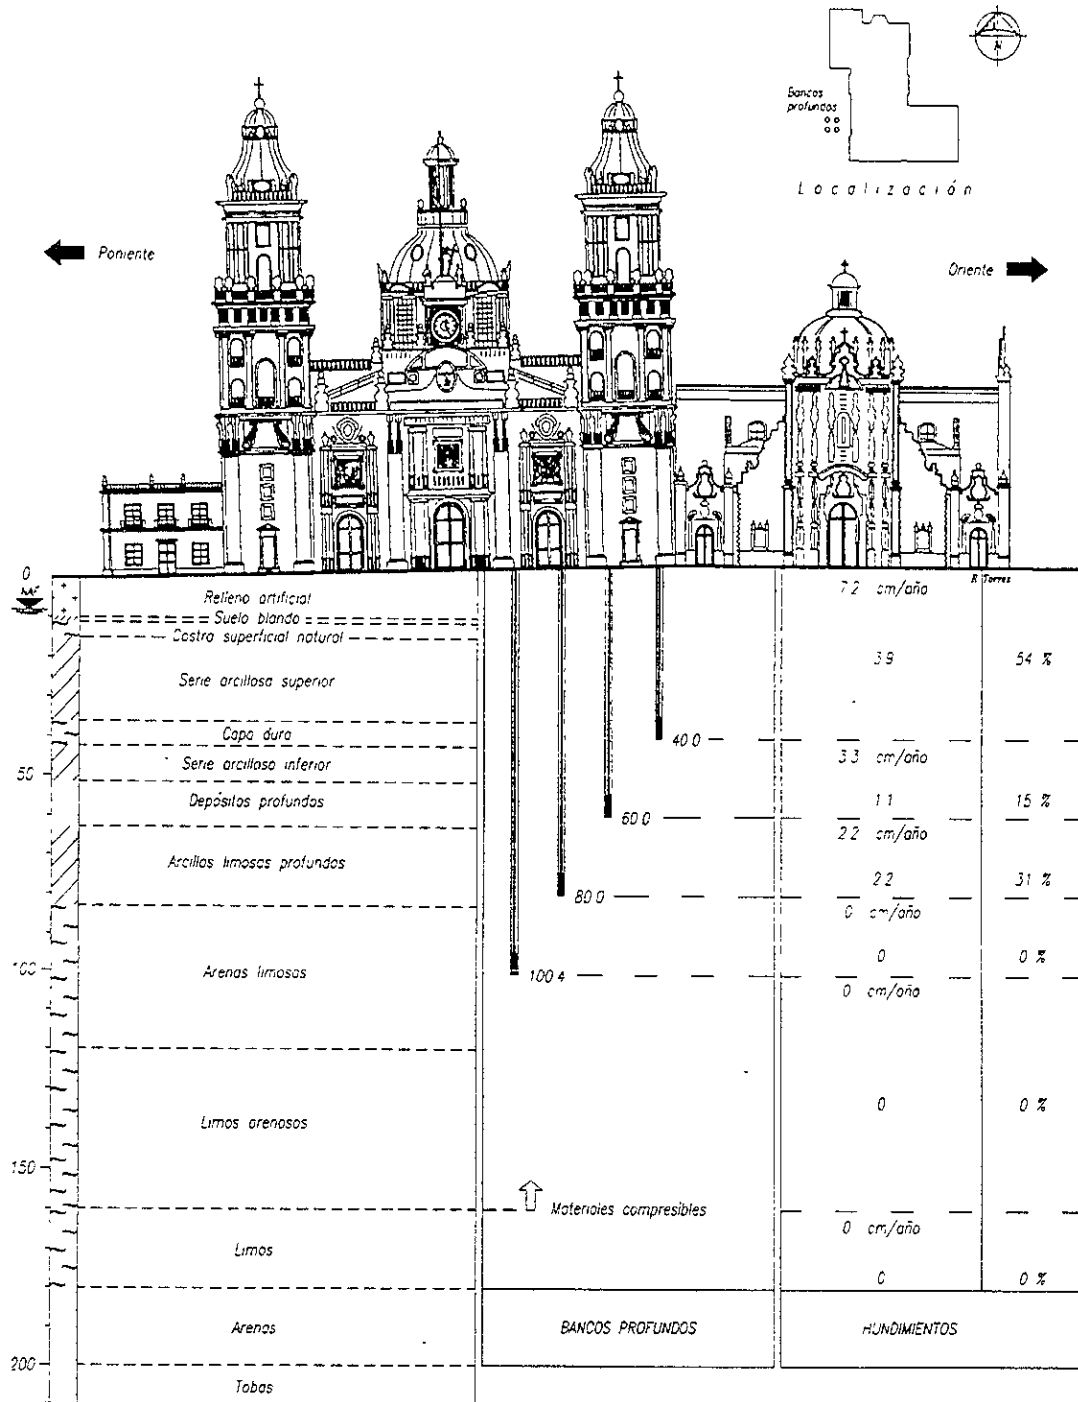 Bancos
profundos
N
Localización
Poniente
Oriente
0
NAF
R Torres
Relleno artificial
7.2 cm/año
Suelo blando
Costra superficial natural
3.9 54 %
Serie arcillosa superior
Capa dura
40.0
3.3 cm/año
Serie arcillosa inferior
50
Depósitos profundos
1.1 15 %
60.0
2.2 cm/año
Arcillas limosas profundas
2.2 31 %
80.0
0 cm/año
0 0 %
100
Arenas limosas
100.4
0 cm/año
0 0 %
Limos arenosos
150
Materiales compresibles
0 cm/año
Limos
0 0 %
Arenas
BANCOS PROFUNDOS
HUNDIMIENTOS
200
Tobas